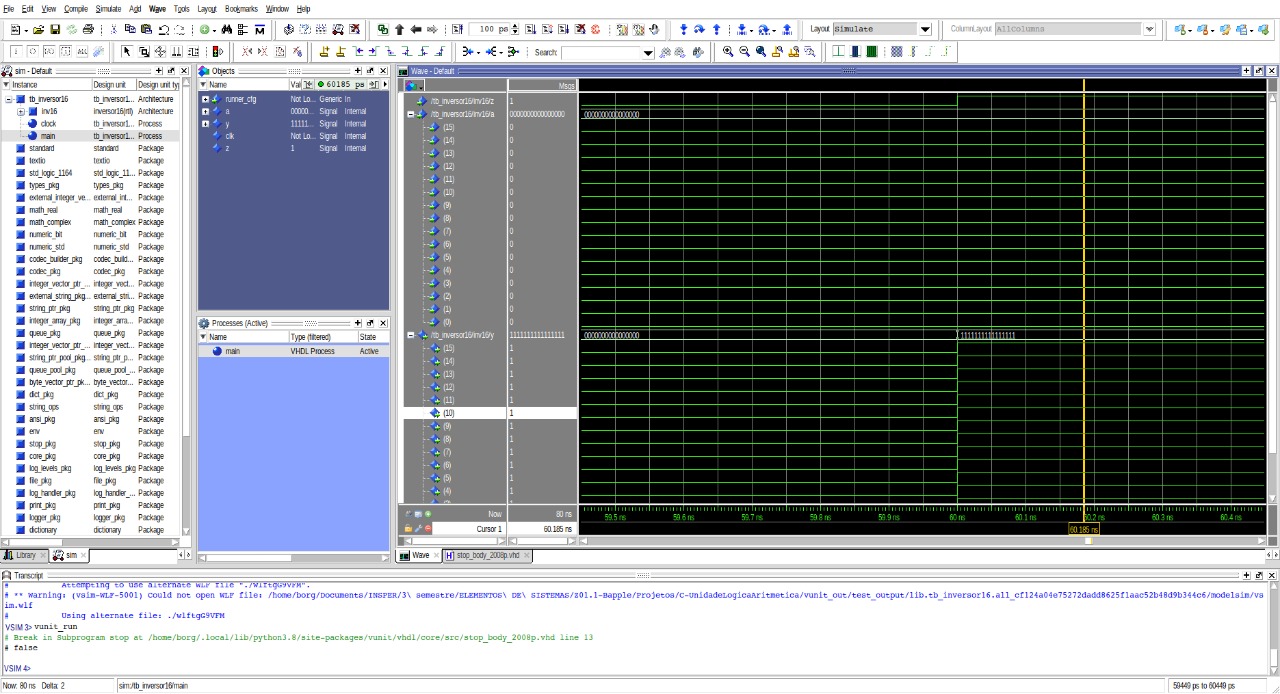 File Edit View Compile Simulate Add Wave Tools Layout Bookmarks Window Help
100 ps
Layout Simulate
ColumnLayout AllColumns
Search:
sim - Default
Instance Design unit Design unit ty
tb_inversor16 tb_inversor1... Architecture
inv16 inversor16(rtl) Architecture
clock tb_inversor1... Process
main tb_inversor1... Process
standard standard Package
textio textio Package
std_logic_1164 std_logic_11... Package
types_pkg types_pkg Package
external_integer_ve... external_int... Package
math_real math_real Package
math_complex math_complex Package
numeric_bit numeric_bit Package
numeric_std numeric_std Package
codec_builder_pkg codec_build... Package
codec_pkg codec_pkg Package
integer_vector_ptr_... integer_vect... Package
external_string_pkg... external_stri... Package
string_ptr_pkg string_ptr_pkg Package
integer_array_pkg integer_arra... Package
queue_pkg queue_pkg Package
integer_vector_ptr_... integer_vect... Package
string_ptr_pool_pkg... string_ptr_p... Package
queue_pool_pkg queue_pool_pkg Package
byte_vector_ptr_pk... byte_vector... Package
dict_pkg dict_pkg Package
string_ops string_ops Package
ansi_pkg ansi_pkg Package
env env Package
stop_pkg stop_pkg Package
core_pkg core_pkg Package
log_levels_pkg log_levels_pkg Package
file_pkg file_pkg Package
log_handler_pkg log_handler_... Package
print_pkg print_pkg Package
logger_pkg logger_pkg Package
dictionary dictionary Package
Library sim
Objects
Name Val 60185 ps
runner_cfg Not Lo... Generic In
a 00000... Signal Internal
y 11111... Signal Internal
clk Not Lo... Signal Internal
z 1 Signal Internal
Processes (Active)
Name Type (filtered) State
main VHDL Process Active
Wave - Default
Msgs
/tb_inversor16/inv16/z 1
/tb_inversor16/inv16/a 0000000000000000 0000000000000000
(15) 0
(14) 0
(13) 0
(12) 0
(11) 0
(10) 0
(9) 0
(8) 0
(7) 0
(6) 0
(5) 0
(4) 0
(3) 0
(2) 0
(1) 0
(0) 0
/tb_inversor16/inv16/y 1111111111111111 0000000000000000 1111111111111111
(15) 1
(14) 1
(13) 1
(12) 1
(11) 1
(10) 1
(9) 1
(8) 1
(7) 1
(6) 1
(5) 1
(4) 1
Now 80 ns 59.5 ns 59.6 ns 59.7 ns 59.8 ns 59.9 ns 60 ns 60.1 ns 60.2 ns 60.3 ns 60.4 ns
Cursor 1 60.185 ns 60.185 ns
Wave stop_body_2008p.vhd
Transcript
# Attempting to use alternate WLF file "./wlftgG9VFM".
# ** Warning: (vsim-WLF-5001) Could not open WLF file: /home/borg/Documents/INSPER/3\ semestre/ELEMENTOS\ DE\ SISTEMAS/Z01.1-Bapple/Projetos/C-UnidadeLogicaAritmetica/vunit_out/test_output/lib.tb_inversor16.all_cf124a04e75272dadd8625f1aac52b48d9b344c6/modelsim/vs
im.wlf
# Using alternate file: ./wlftgG9VFM
VSIM 3> vunit_run
# Break in Subprogram stop at /home/borg/.local/lib/python3.8/site-packages/vunit/vhdl/core/src/stop_body_2008p.vhd line 13
# false
VSIM 4>
Now: 80 ns Delta: 2 sim:/tb_inversor16/main 59449 ps to 60449 ps